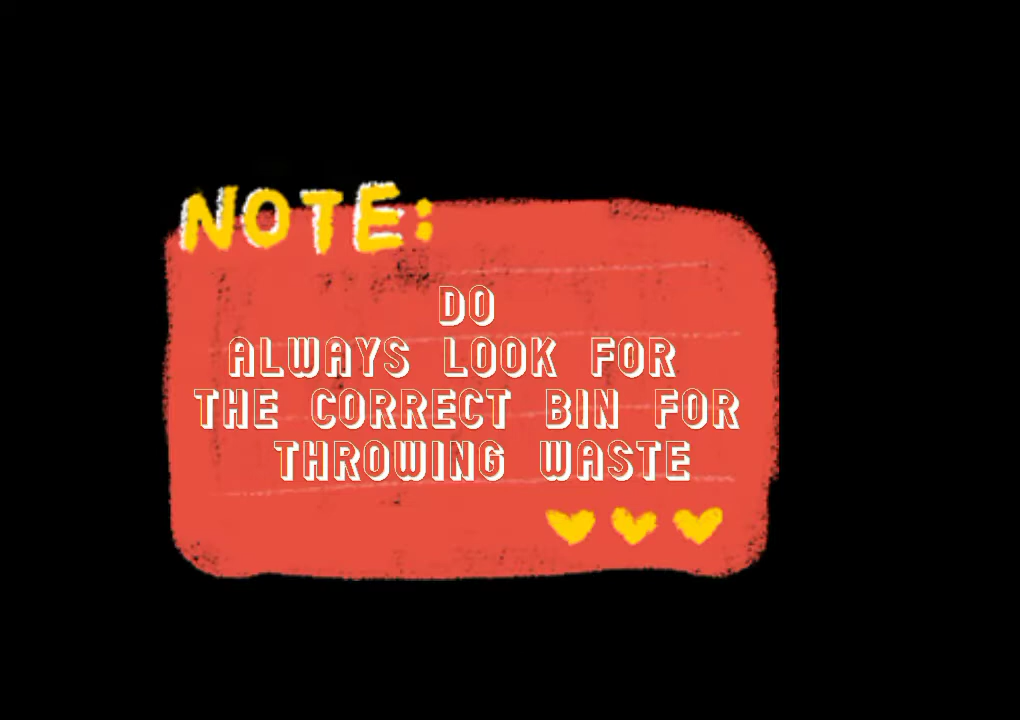 NOTE:
DO
ALWAYS LOOK FOR
THE CORRECT BIN FOR
THROWING WASTE